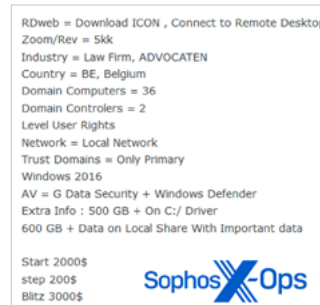 RDweb = Download ICON , Connect to Remote Desktop
Zoom/Rev = 5kk
Industry = Law Firm, ADVOCATEN
Country = BE, Belgium
Domain Computers = 36
Domain Controlers = 2
Level User Rights
Network = Local Network
Trust Domains = Only Primary
Windows 2016
AV = G Data Security + Windows Defender
Extra Info : 500 GB + On C:/ Driver
600 GB + Data on Local Share With Important data
Start 2000$
step 200$
Blitz 3000$
Sophos X-Ops